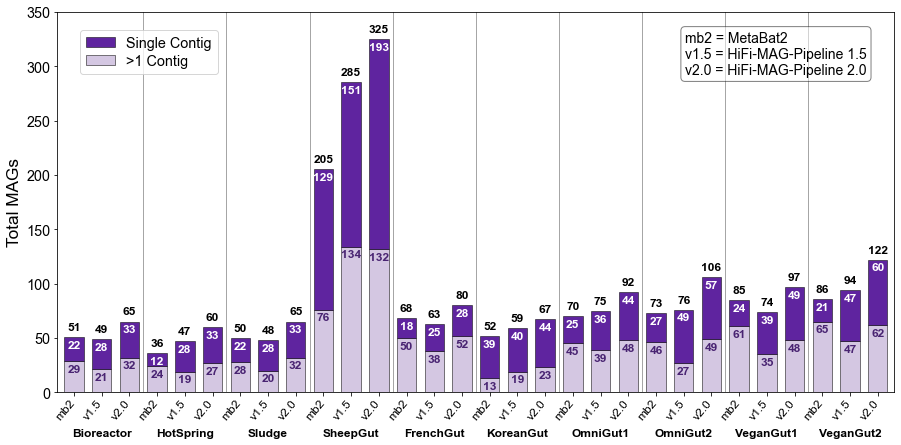 350
300
250
200
150
100
50
0
Total MAGs
Single Contig
>1 Contig
mb2 = MetaBat2
v1.5 = HiFi-MAG-Pipeline 1.5
v2.0 = HiFi-MAG-Pipeline 2.0
51 49 65 36 47 60 50 48 65 205 285 325 68 63 80 52 59 67 70 75 92 73 76 106 85 74 97 86 94 122
22 28 33 12 28 33 22 28 33 129 151 193 18 25 28 39 40 44 25 36 44 27 49 57 24 39 49 21 47 60
29 21 32 24 19 27 28 20 32 76 134 132 50 38 52 13 19 23 45 39 48 46 27 49 61 35 48 65 47 62
mb2 v1.5 v2.0 mb2 v1.5 v2.0 mb2 v1.5 v2.0 mb2 v1.5 v2.0 mb2 v1.5 v2.0 mb2 v1.5 v2.0 mb2 v1.5 v2.0 mb2 v1.5 v2.0 mb2 v1.5 v2.0 mb2 v1.5 v2.0
Bioreactor HotSpring Sludge SheepGut FrenchGut KoreanGut OmniGut1 OmniGut2 VeganGut1 VeganGut2